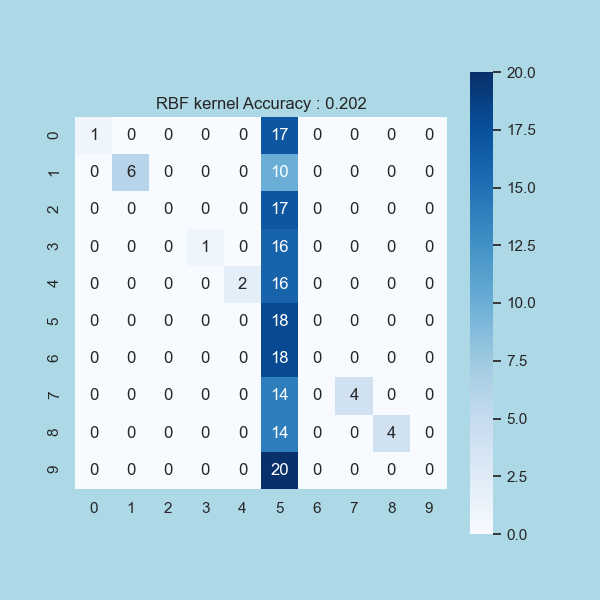 RBF kernel Accuracy : 0.202
0 1 0 0 0 0 17 0 0 0 0
1 0 6 0 0 0 10 0 0 0 0
2 0 0 0 0 0 17 0 0 0 0
3 0 0 0 1 0 16 0 0 0 0
4 0 0 0 0 2 16 0 0 0 0
5 0 0 0 0 0 18 0 0 0 0
6 0 0 0 0 0 18 0 0 0 0
7 0 0 0 0 0 14 0 4 0 0
8 0 0 0 0 0 14 0 0 4 0
9 0 0 0 0 0 20 0 0 0 0
0 1 2 3 4 5 6 7 8 9
20.0
17.5
15.0
12.5
10.0
7.5
5.0
2.5
0.0